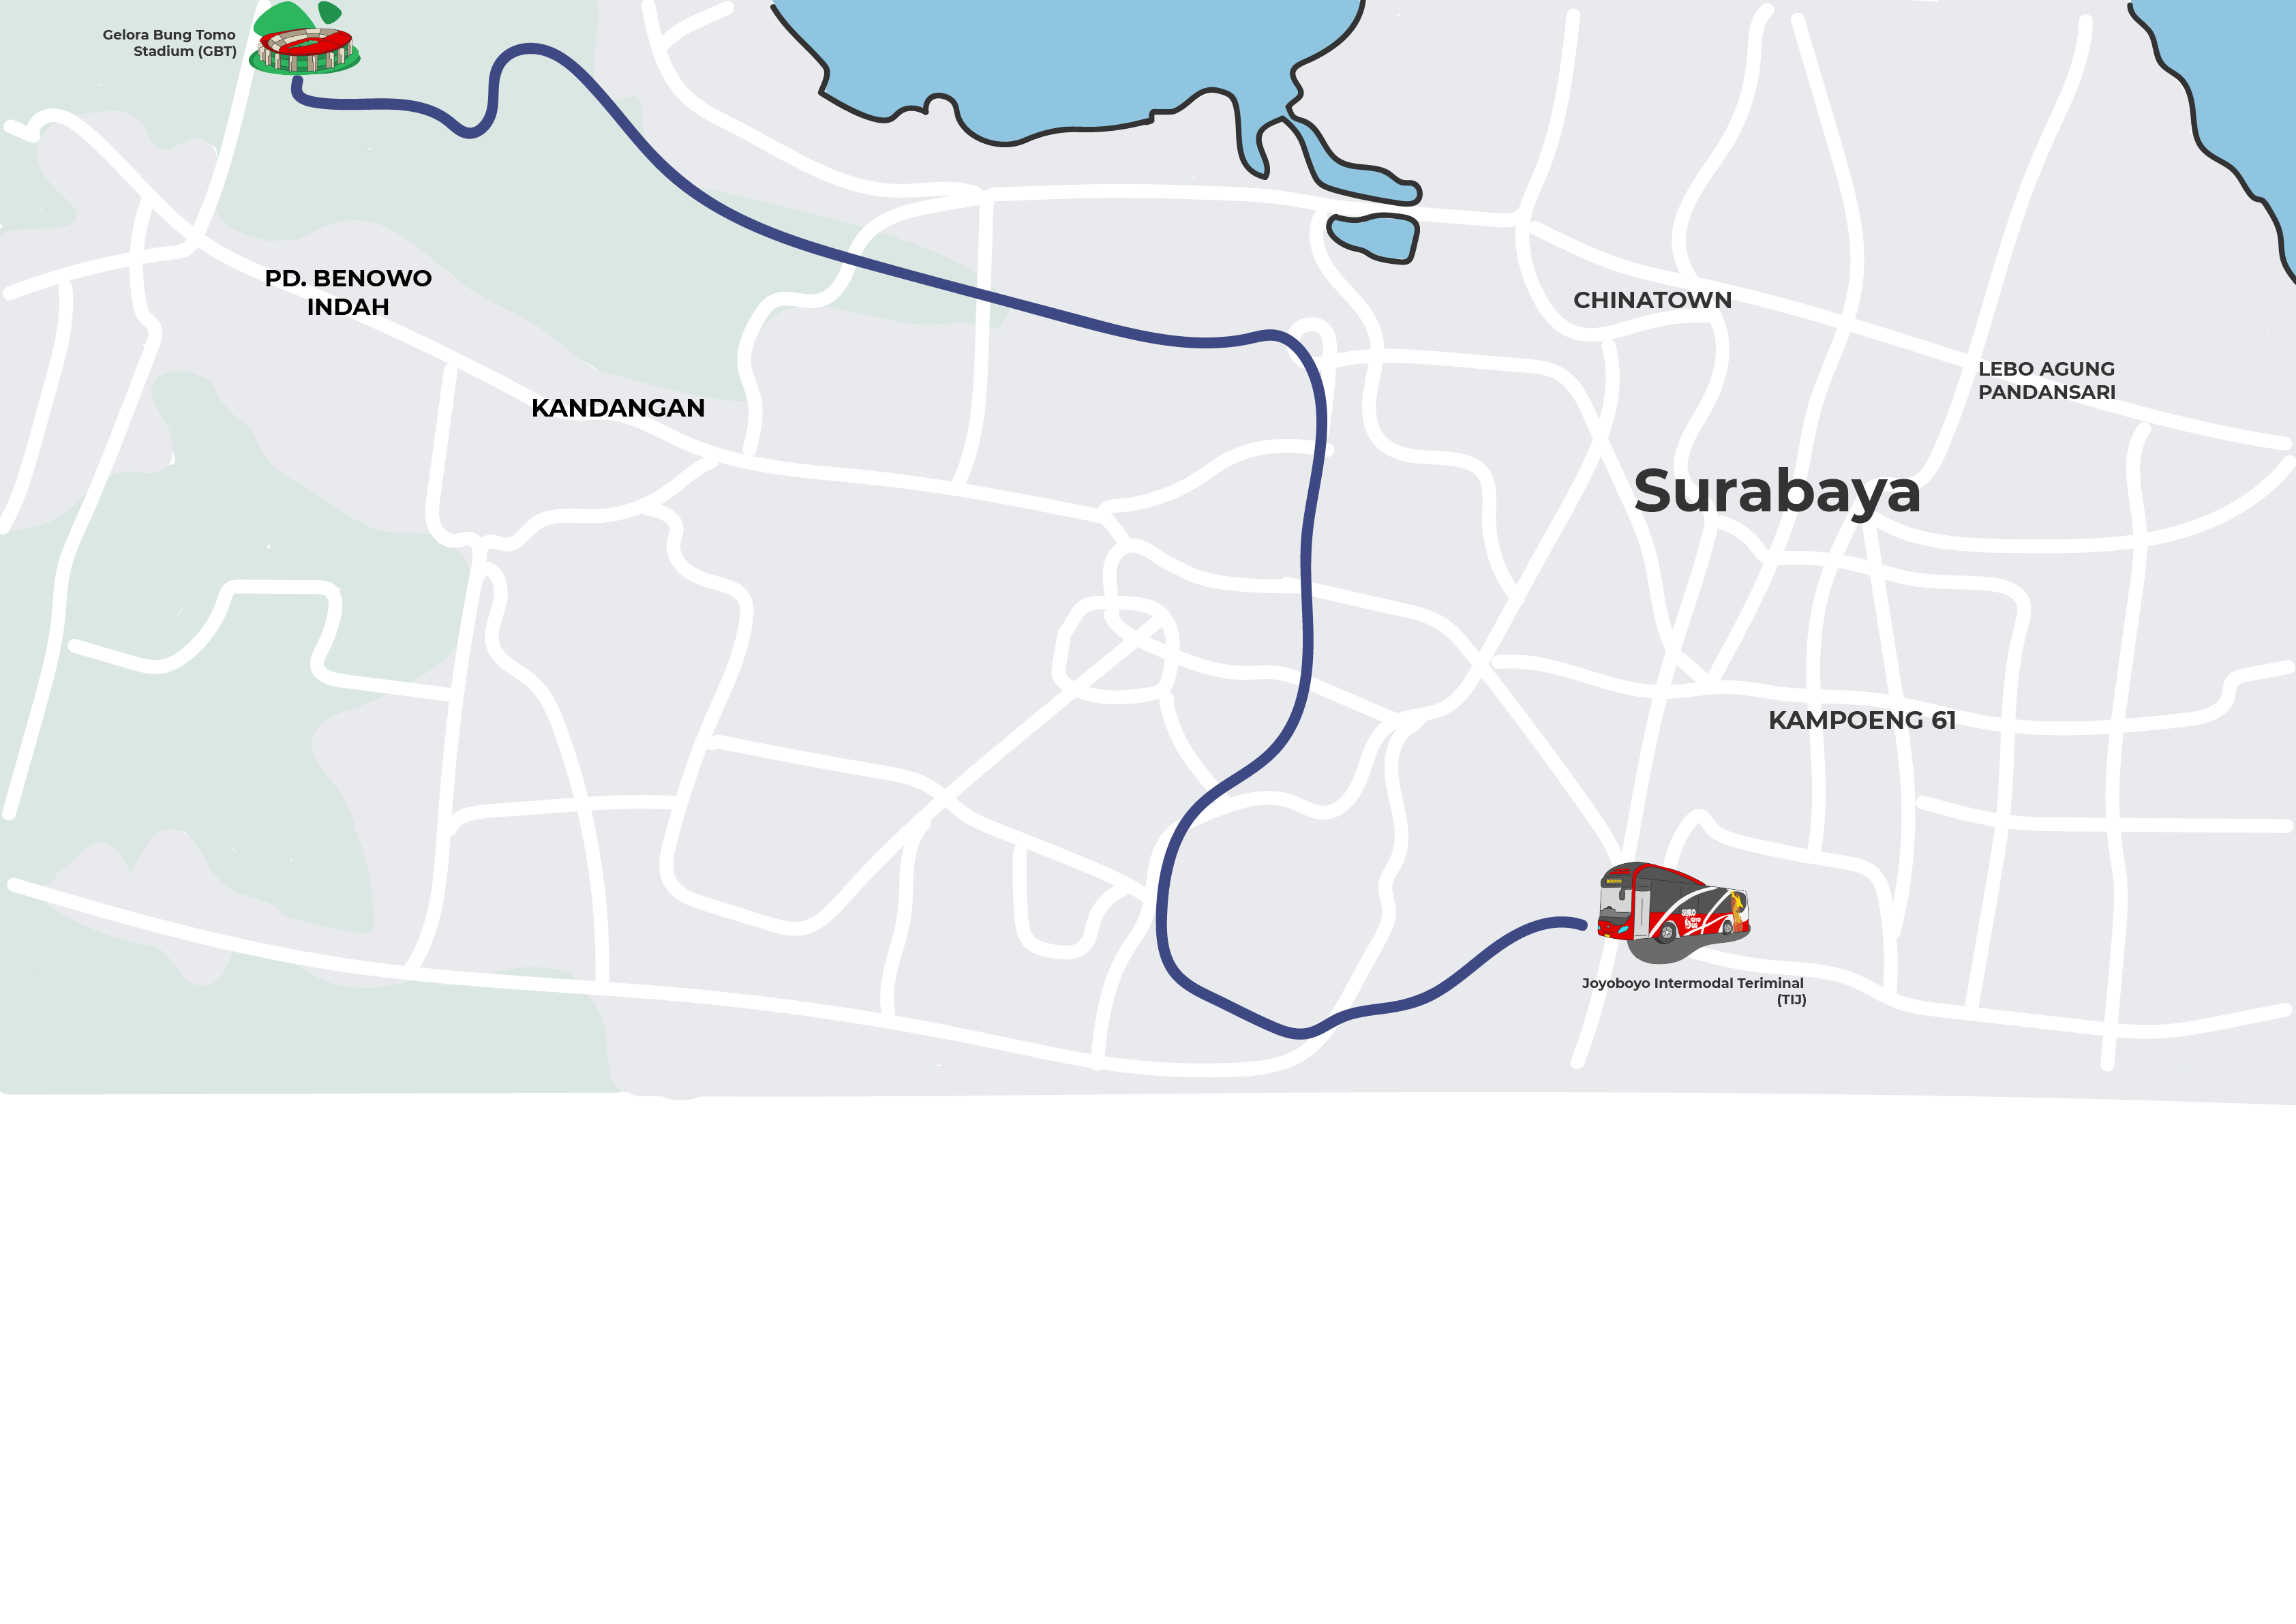 Gelora Bung Tomo
Stadium (GBT)
PD. BENOWO
INDAH
CHINATOWN
LEBO AGUNG
PANDANSARI
KANDANGAN
Surabaya
KAMPOENG 61
Joyoboyo Intermodal Teriminal
(TIJ)